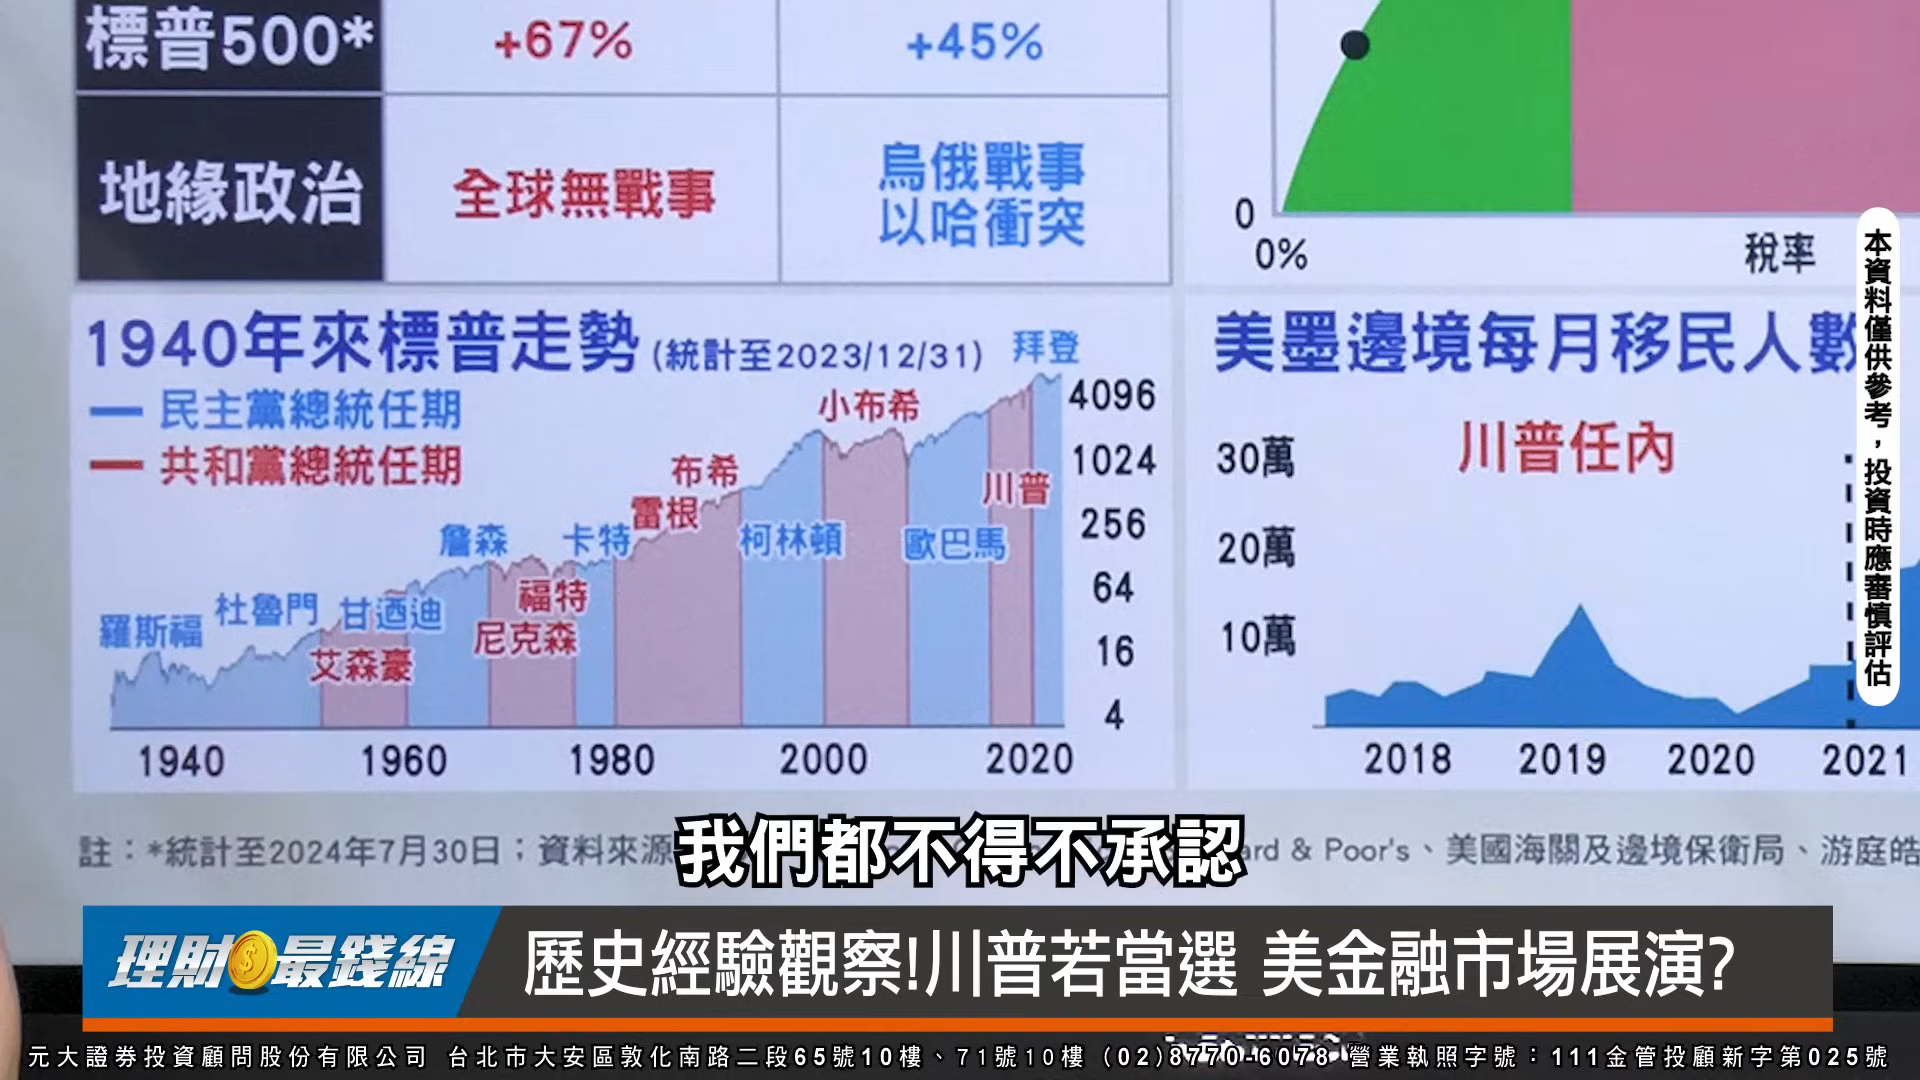 標普500* +67% +45%
地緣政治 全球無戰事 烏俄戰事
以哈衝突
0
0% 稅率
1940年來標普走勢 (統計至2023/12/31)
民主黨總統任期
共和黨總統任期
拜登
小布希
布希
雷根
川普
詹森
卡特
柯林頓
歐巴馬
福特
尼克森
羅斯福
杜魯門
甘迺迪
艾森豪
4096
1024
256
64
16
4
1940 1960 1980 2000 2020
美墨邊境每月移民人數
川普任內
30萬
20萬
10萬
2018 2019 2020 2021
本資料僅供參考，投資時應審慎評估
註：*統計至2024年7月30日；資料來源
ard & Poor's、美國海關及邊境保衛局、游庭皓
我們都不得不承認
理財最錢線
歷史經驗觀察!川普若當選 美金融市場展演?
元大證券投資顧問股份有限公司 台北市大安區敦化南路二段65號10樓、71號10樓 (02)8770-6078 營業執照字號：111金管投顧新字第025號